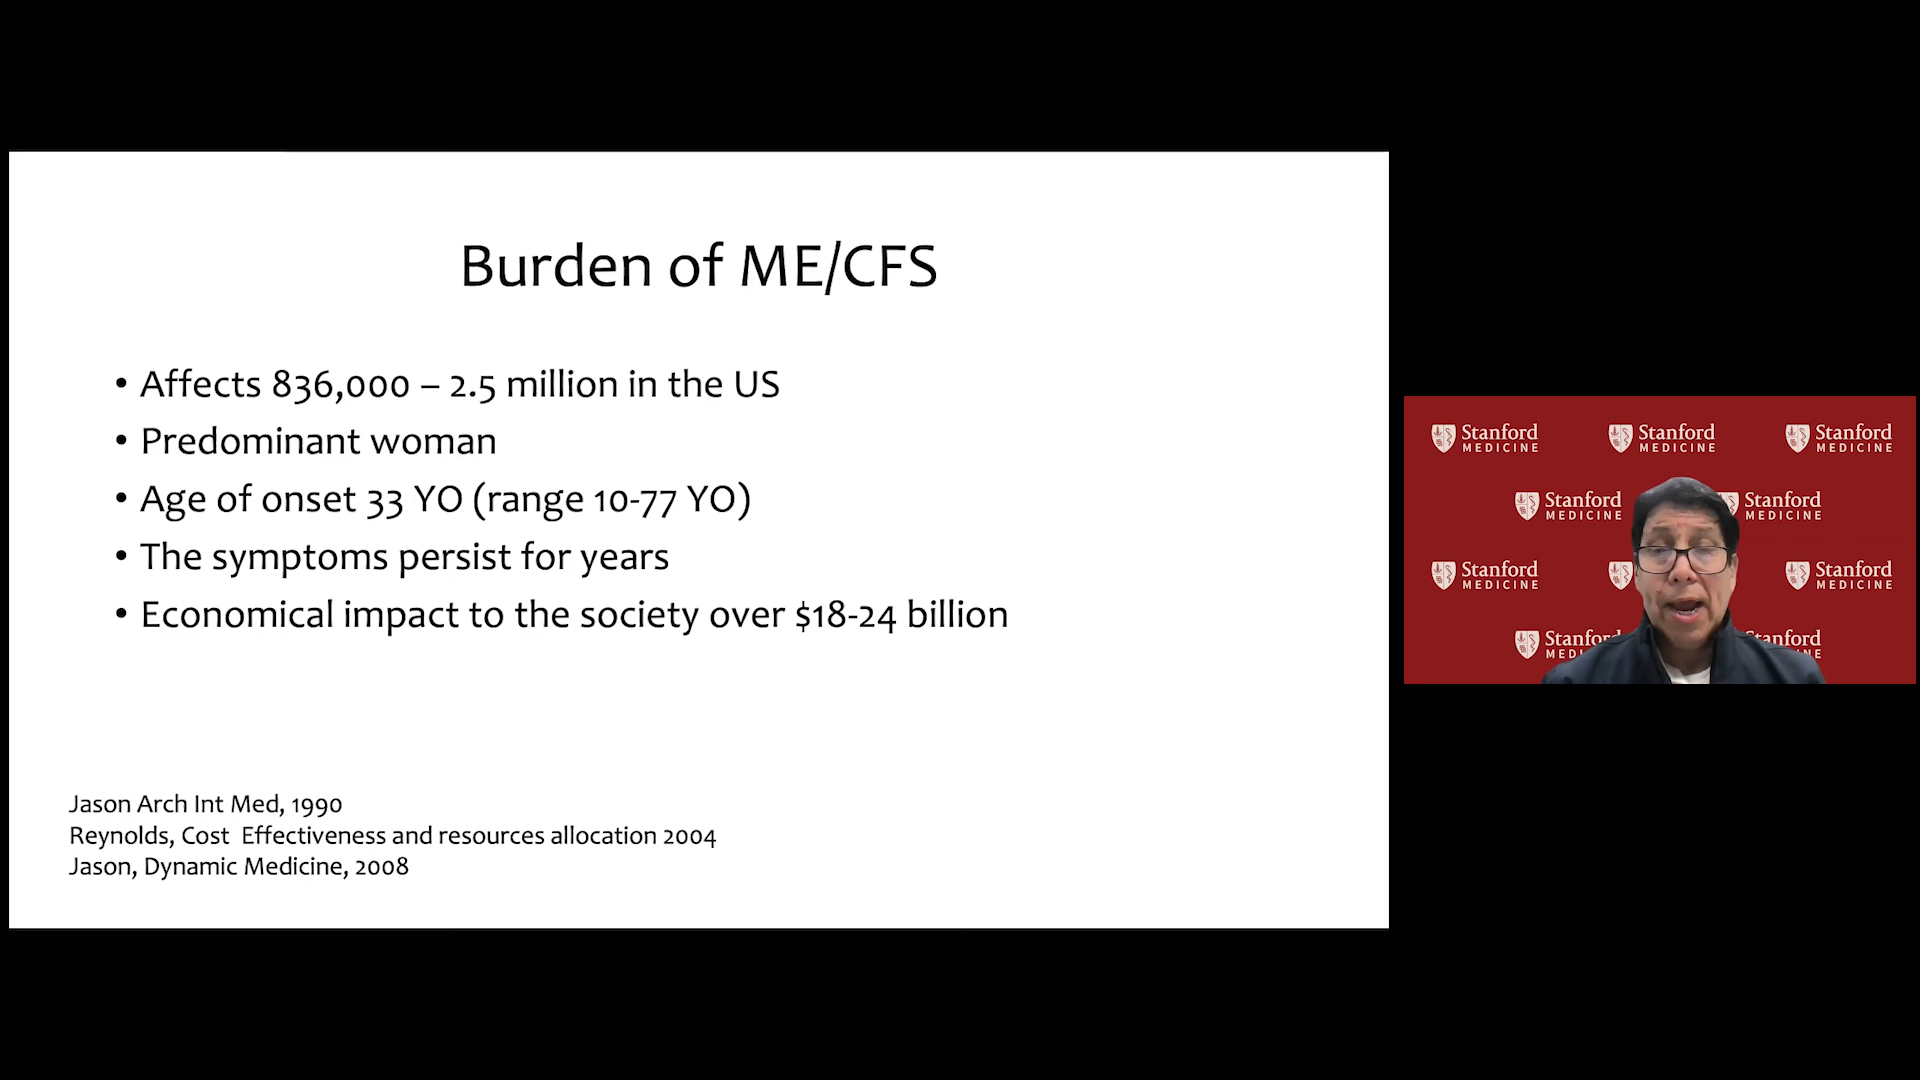 Burden of ME/CFS
• Affects 836,000 – 2.5 million in the US
• Predominant woman
• Age of onset 33 YO (range 10-77 YO)
• The symptoms persist for years
• Economical impact to the society over $18-24 billion
Jason Arch Int Med, 1990
Reynolds, Cost  Effectiveness and resources allocation 2004
Jason, Dynamic Medicine, 2008
Stanford MEDICINE
Stanford MEDICINE
Stanford MEDICINE
Stanford MEDICINE
Stanford MEDICINE
Stanford MEDICINE
Stanford MEDICINE